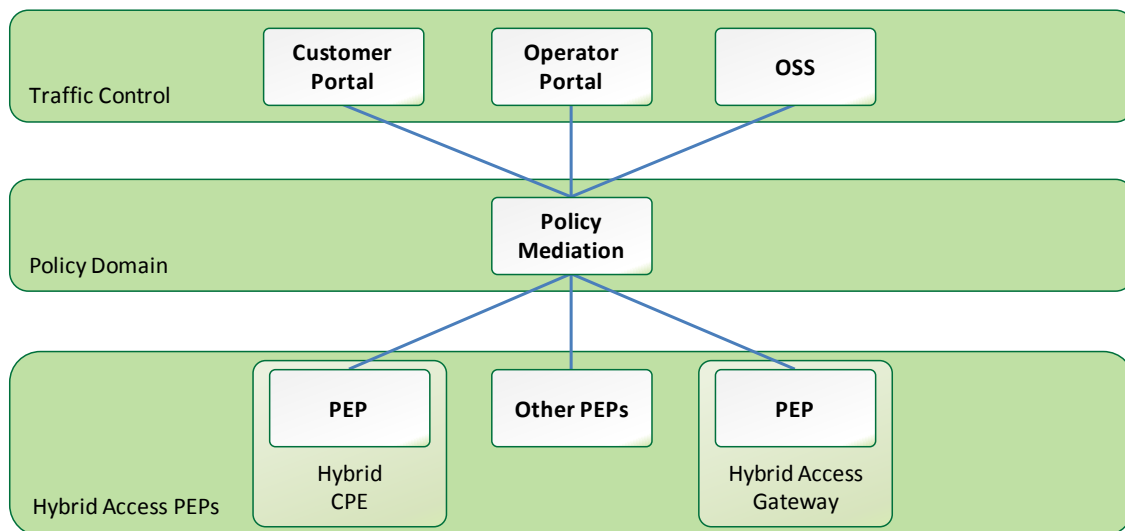 Customer
Portal
Operator
Portal
OSS
Traffic Control
Policy
Mediation
Policy Domain
PEP
Other PEPs
PEP
Hybrid
CPE
Hybrid Access
Gateway
Hybrid Access PEPs